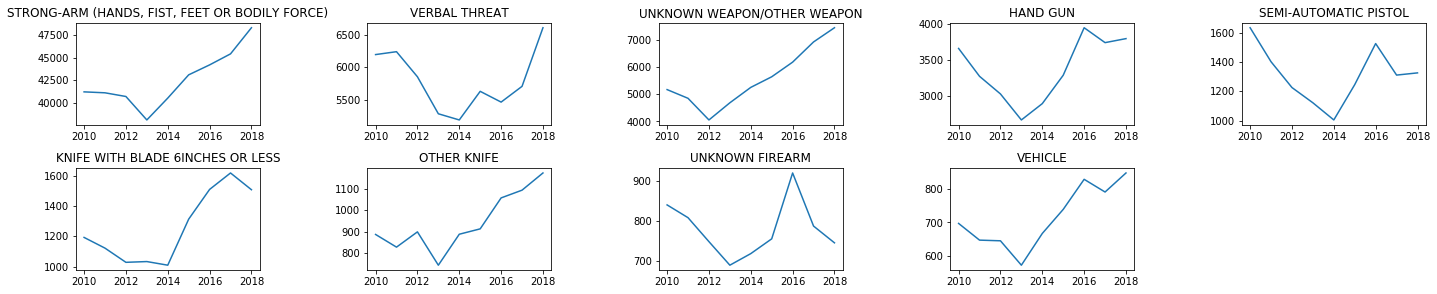 STRONG-ARM (HANDS, FIST, FEET OR BODILY FORCE)
47500
45000
42500
40000
2010 2012 2014 2016 2018
VERBAL THREAT
6500
6000
5500
2010 2012 2014 2016 2018
UNKNOWN WEAPON/OTHER WEAPON
7000
6000
5000
4000
2010 2012 2014 2016 2018
HAND GUN
4000
3500
3000
2010 2012 2014 2016 2018
SEMI-AUTOMATIC PISTOL
1600
1400
1200
1000
2010 2012 2014 2016 2018
KNIFE WITH BLADE 6INCHES OR LESS
1600
1400
1200
1000
2010 2012 2014 2016 2018
OTHER KNIFE
1100
1000
900
800
2010 2012 2014 2016 2018
UNKNOWN FIREARM
900
800
700
2010 2012 2014 2016 2018
VEHICLE
800
700
600
2010 2012 2014 2016 2018